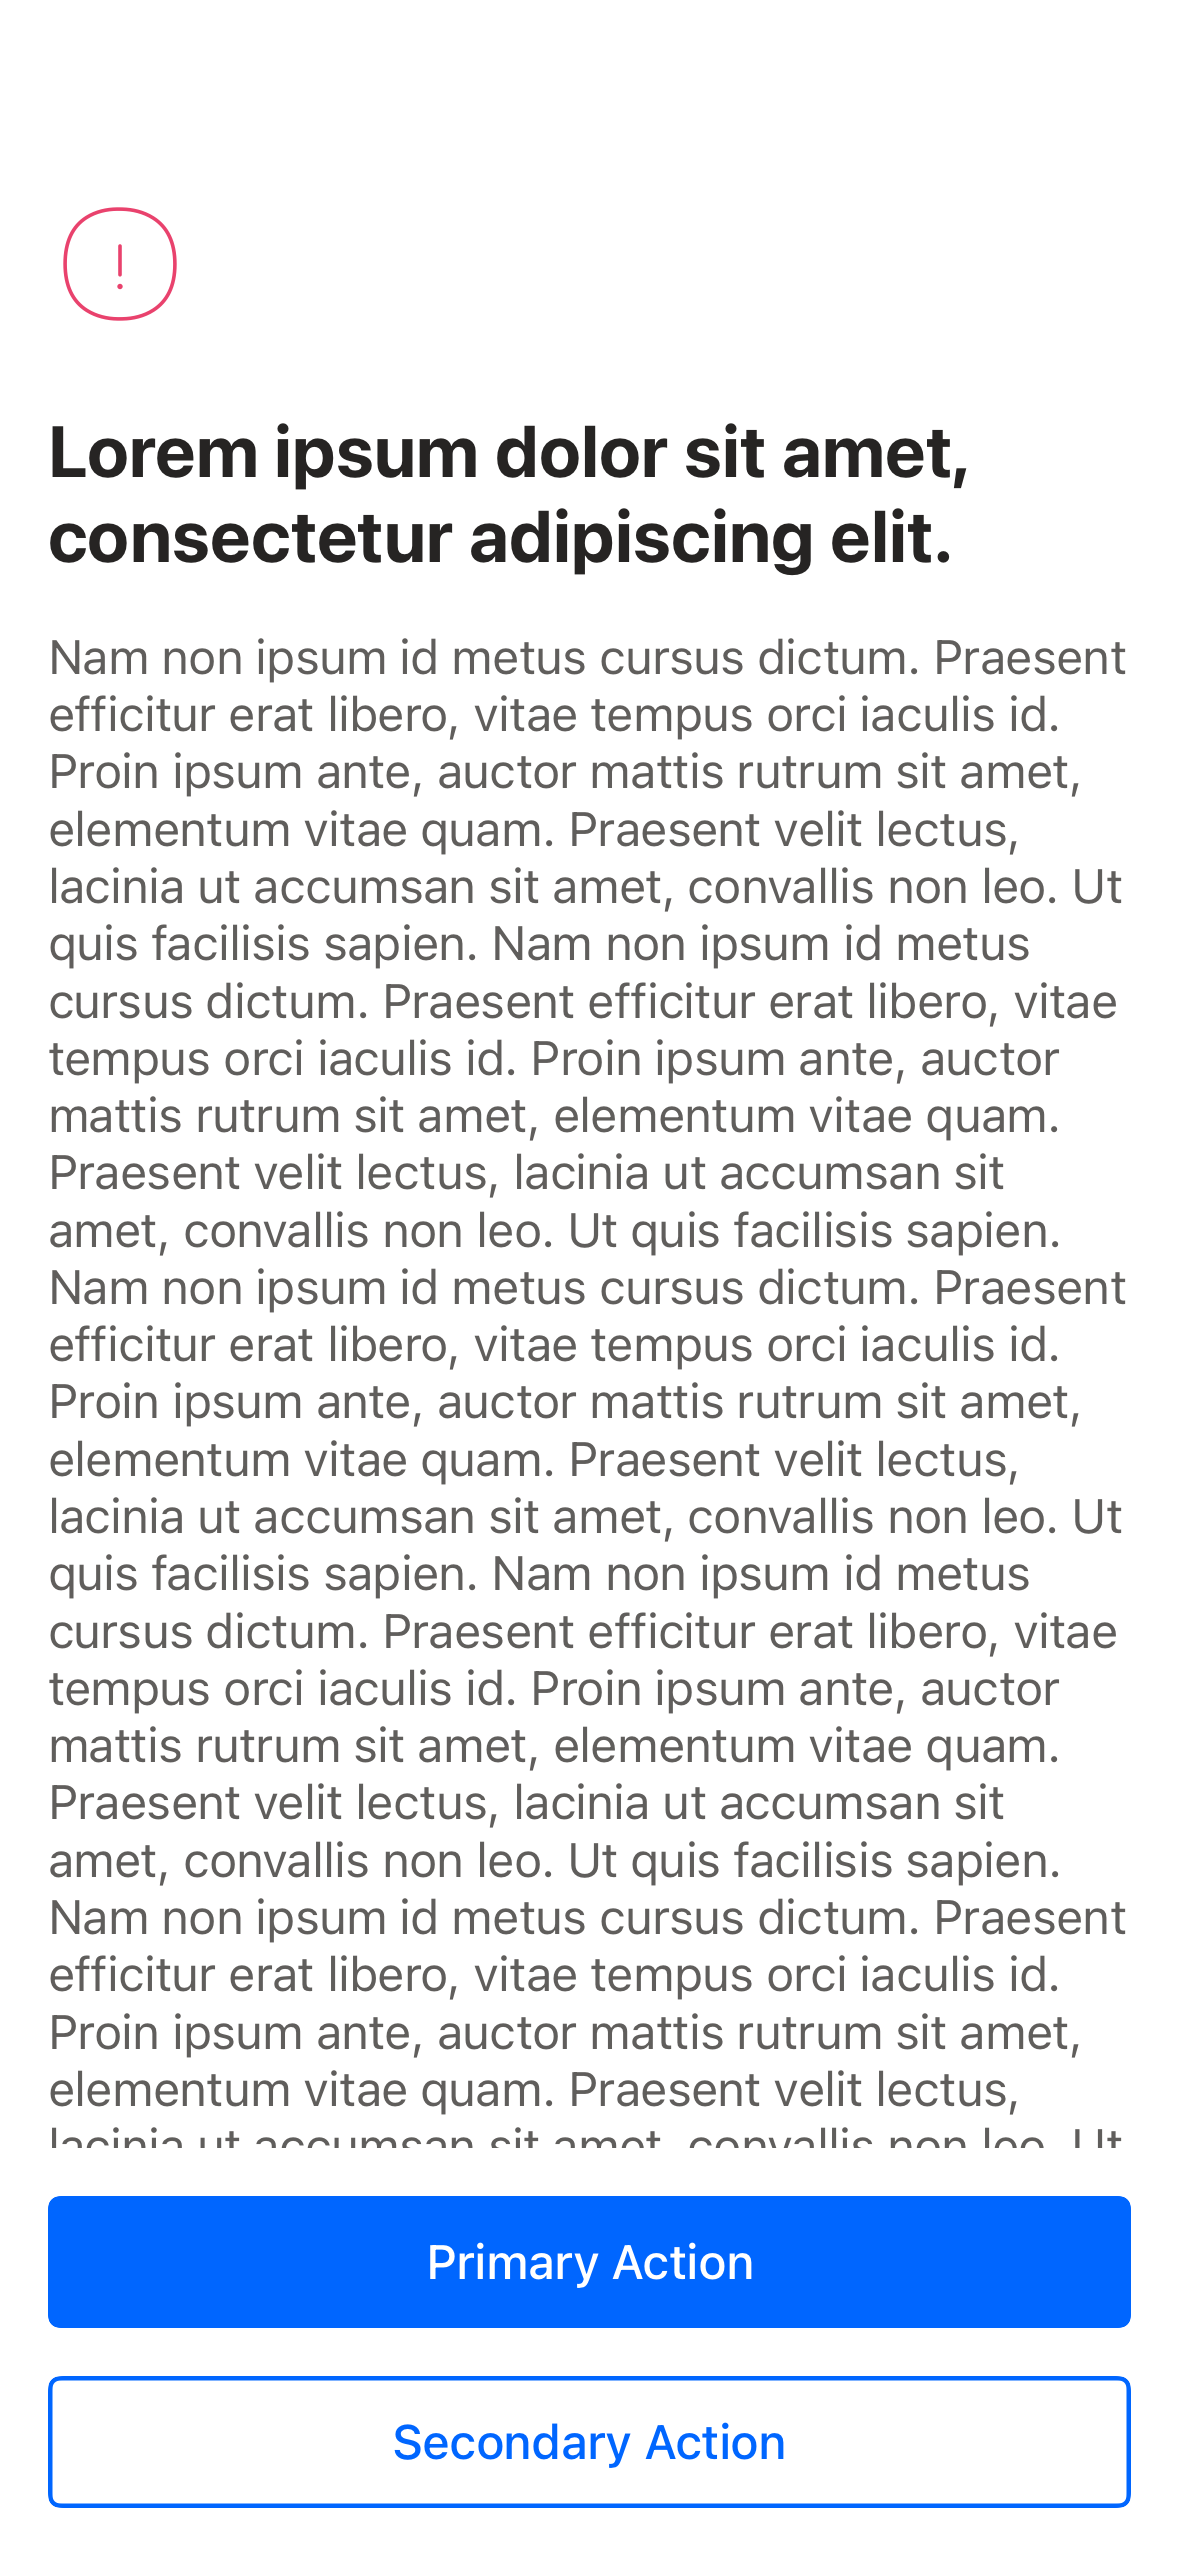 !
Lorem ipsum dolor sit amet,
consectetur adipiscing elit.
Nam non ipsum id metus cursus dictum. Praesent
efficitur erat libero, vitae tempus orci iaculis id.
Proin ipsum ante, auctor mattis rutrum sit amet,
elementum vitae quam. Praesent velit lectus,
lacinia ut accumsan sit amet, convallis non leo. Ut
quis facilisis sapien. Nam non ipsum id metus
cursus dictum. Praesent efficitur erat libero, vitae
tempus orci iaculis id. Proin ipsum ante, auctor
mattis rutrum sit amet, elementum vitae quam.
Praesent velit lectus, lacinia ut accumsan sit
amet, convallis non leo. Ut quis facilisis sapien.
Nam non ipsum id metus cursus dictum. Praesent
efficitur erat libero, vitae tempus orci iaculis id.
Proin ipsum ante, auctor mattis rutrum sit amet,
elementum vitae quam. Praesent velit lectus,
lacinia ut accumsan sit amet, convallis non leo. Ut
quis facilisis sapien. Nam non ipsum id metus
cursus dictum. Praesent efficitur erat libero, vitae
tempus orci iaculis id. Proin ipsum ante, auctor
mattis rutrum sit amet, elementum vitae quam.
Praesent velit lectus, lacinia ut accumsan sit
amet, convallis non leo. Ut quis facilisis sapien.
Nam non ipsum id metus cursus dictum. Praesent
efficitur erat libero, vitae tempus orci iaculis id.
Proin ipsum ante, auctor mattis rutrum sit amet,
elementum vitae quam. Praesent velit lectus,
lacinia ut accumsan sit amet, convallis non leo. Ut
Primary Action
Secondary Action